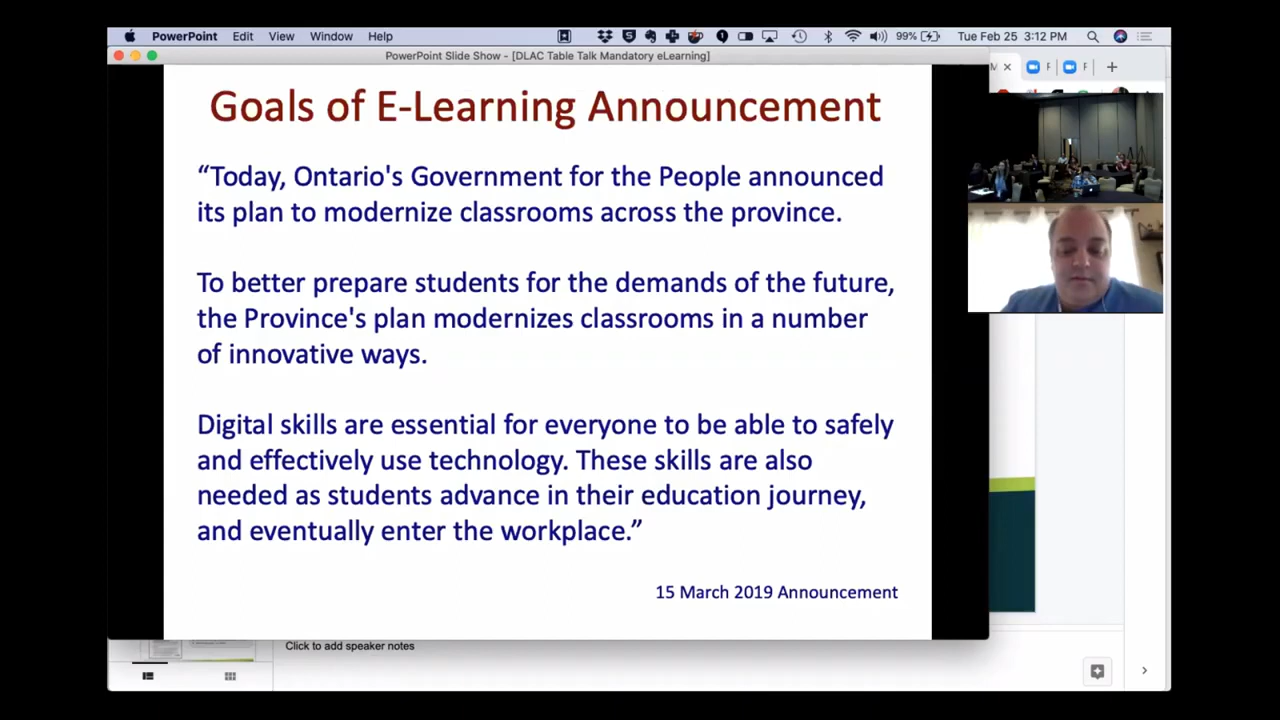 PowerPoint Edit View Window Help 99% Tue Feb 25 3:12 PM
PowerPoint Slide Show - [DLAC Table Talk Mandatory eLearning]
Goals of E-Learning Announcement
“Today, Ontario's Government for the People announced
its plan to modernize classrooms across the province.
To better prepare students for the demands of the future,
the Province's plan modernizes classrooms in a number
of innovative ways.
Digital skills are essential for everyone to be able to safely
and effectively use technology. These skills are also
needed as students advance in their education journey,
and eventually enter the workplace.”
15 March 2019 Announcement
Click to add speaker notes